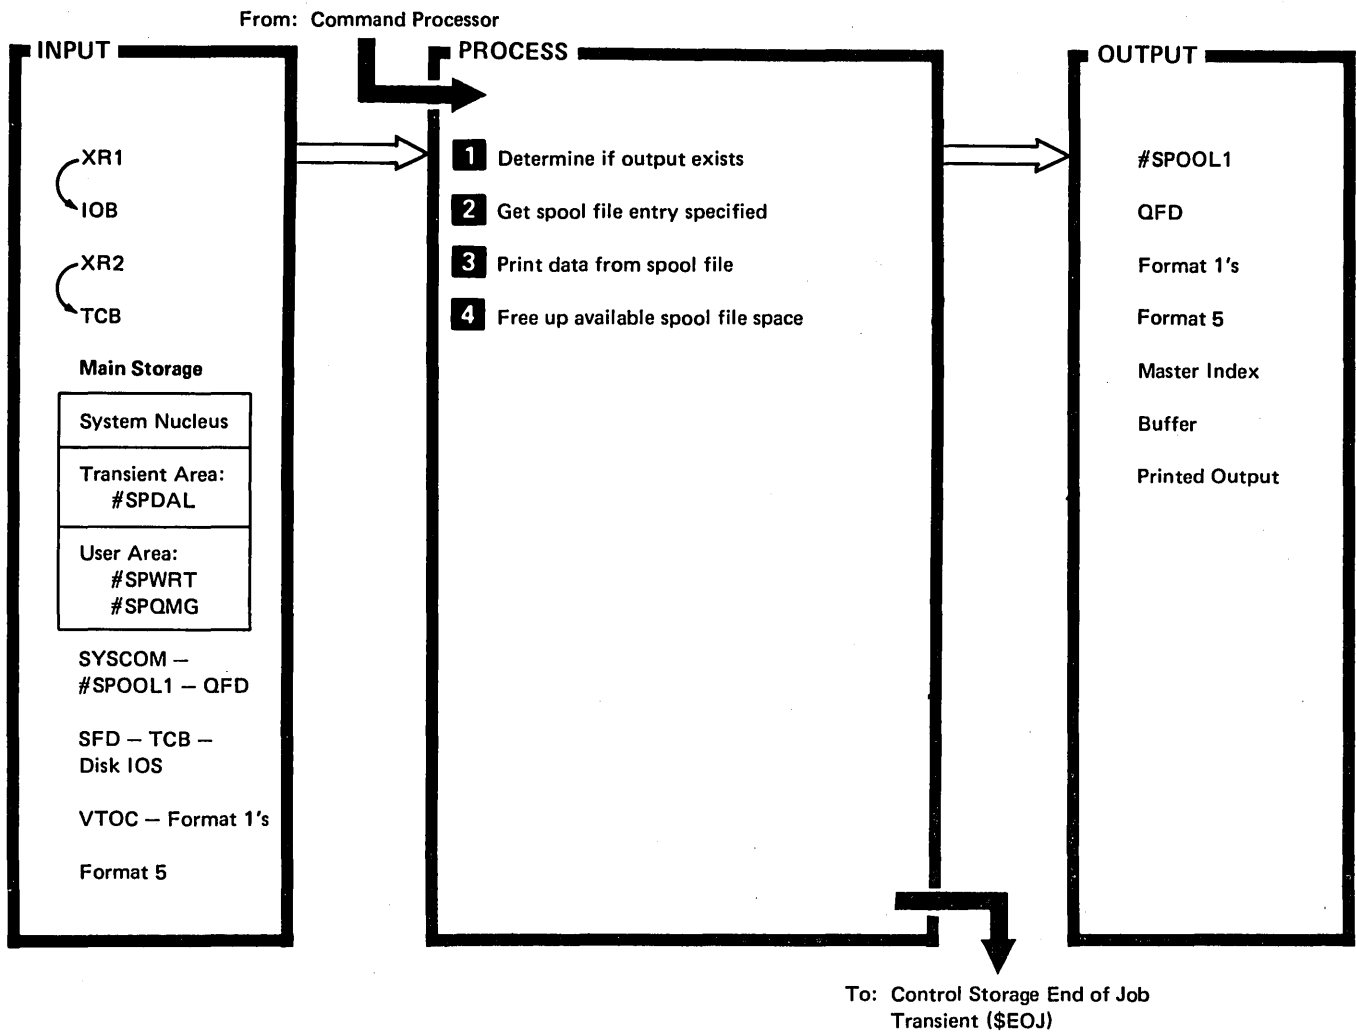 From: Command Processor
INPUT
XR1
IOB
XR2
TCB
Main Storage
System Nucleus
Transient Area:
#SPDAL
User Area:
#SPWRT
#SPQMG
SYSCOM —
#SPOOL1 — QFD
SFD — TCB —
Disk IOS
VTOC — Format 1's
Format 5
PROCESS
1 Determine if output exists
2 Get spool file entry specified
3 Print data from spool file
4 Free up available spool file space
OUTPUT
#SPOOL1
QFD
Format 1's
Format 5
Master Index
Buffer
Printed Output
To: Control Storage End of Job
Transient ($EOJ)